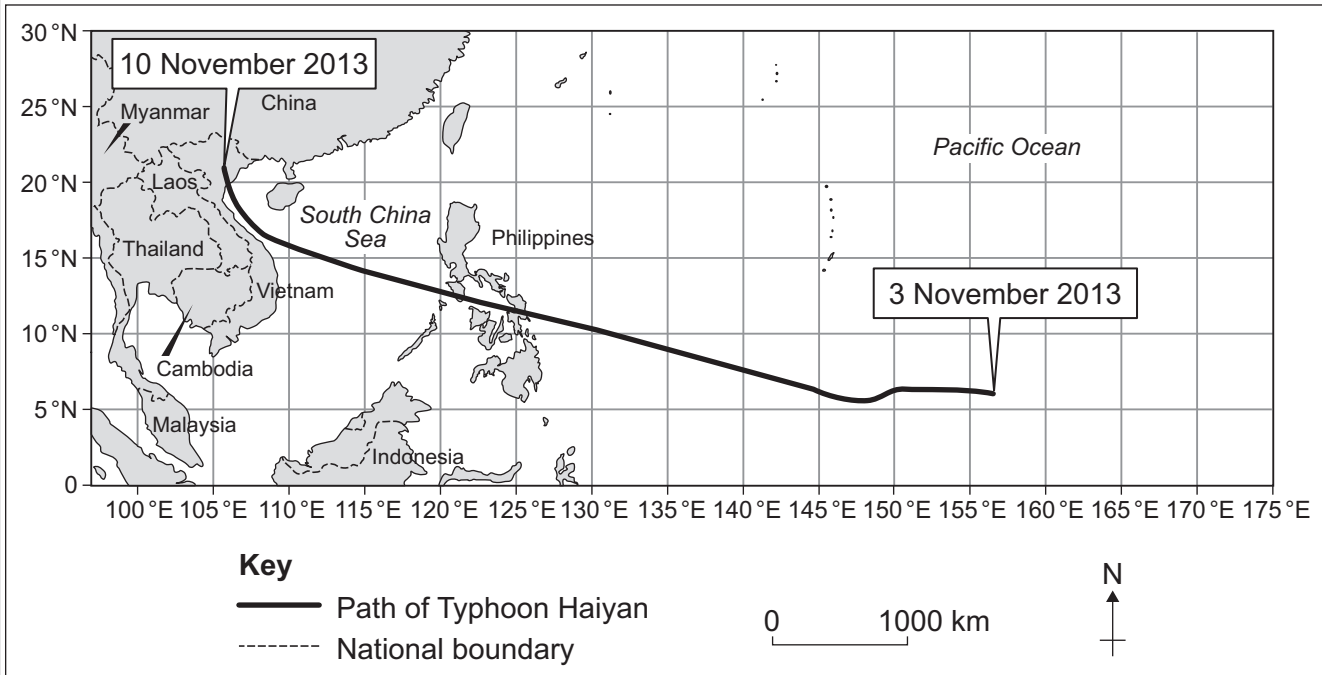 30 °N
10 November 2013
25 °N
Myanmar
China
Pacific Ocean
20 °N
Laos
South China
Sea
Philippines
Thailand
15 °N
Vietnam
3 November 2013
10 °N
Cambodia
5 °N
Malaysia
Indonesia
0
100 °E 105 °E 110 °E 115 °E 120 °E 125 °E 130 °E 135 °E 140 °E 145 °E 150 °E 155 °E 160 °E 165 °E 170 °E 175 °E
Key
Path of Typhoon Haiyan
National boundary
0 1000 km
N